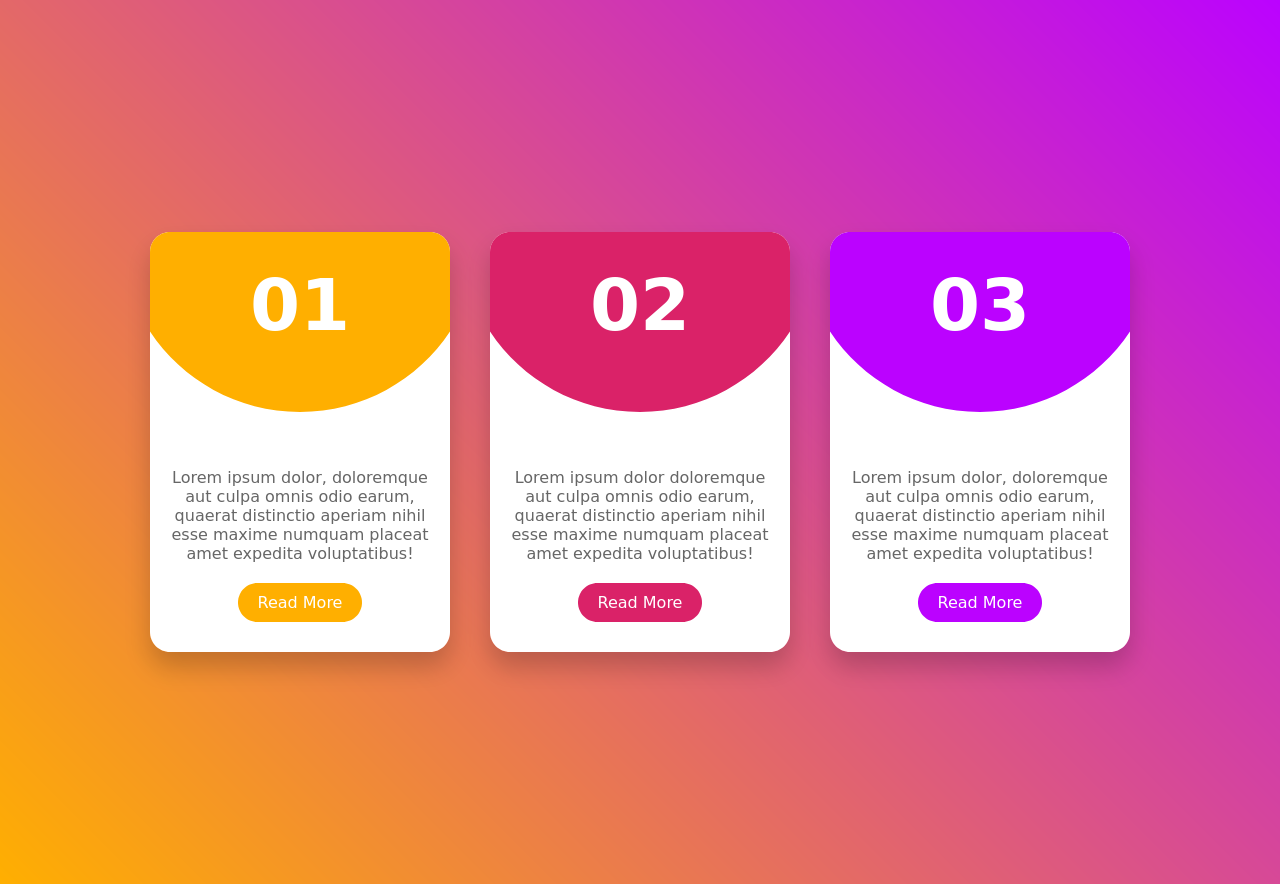 01
Lorem ipsum dolor, doloremque
aut culpa omnis odio earum,
quaerat distinctio aperiam nihil
esse maxime numquam placeat
amet expedita voluptatibus!
Read More
02
Lorem ipsum dolor doloremque
aut culpa omnis odio earum,
quaerat distinctio aperiam nihil
esse maxime numquam placeat
amet expedita voluptatibus!
Read More
03
Lorem ipsum dolor, doloremque
aut culpa omnis odio earum,
quaerat distinctio aperiam nihil
esse maxime numquam placeat
amet expedita voluptatibus!
Read More